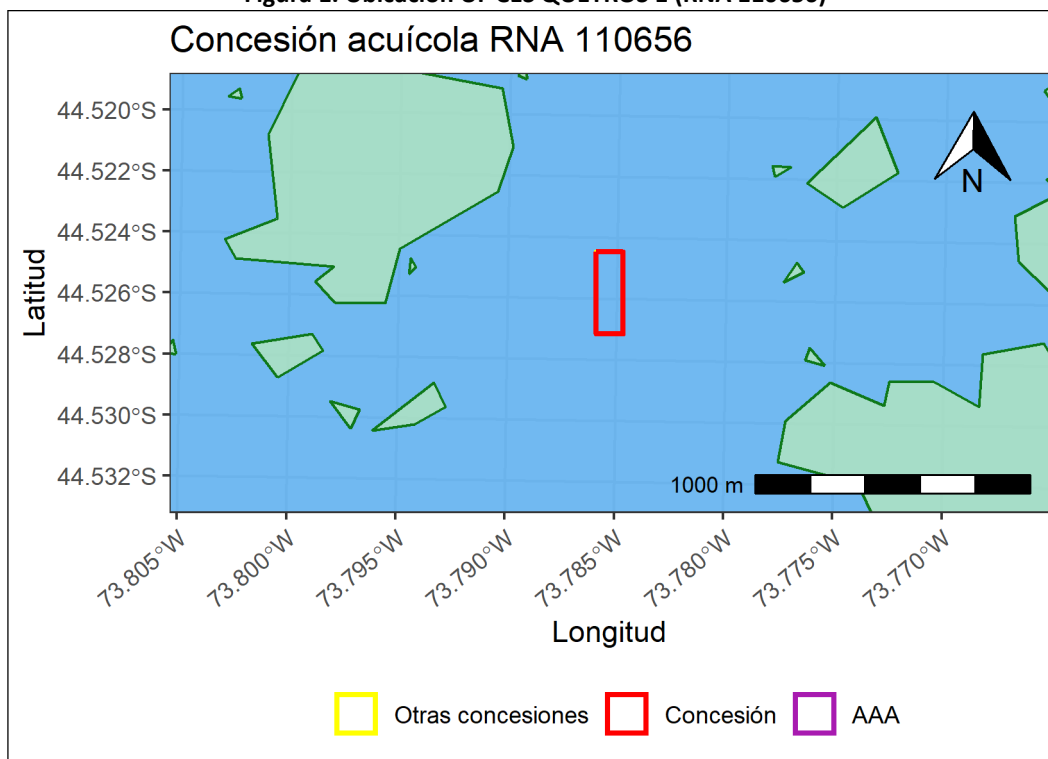 Concesión acuícola RNA 110656
44.520°S
44.522°S
44.524°S
44.526°S
44.528°S
44.530°S
44.532°S
Latitud
N
1000 m
73.805°W
73.800°W
73.795°W
73.790°W
73.785°W
73.780°W
73.775°W
73.770°W
Longitud
Otras concesiones
Concesión
AAA